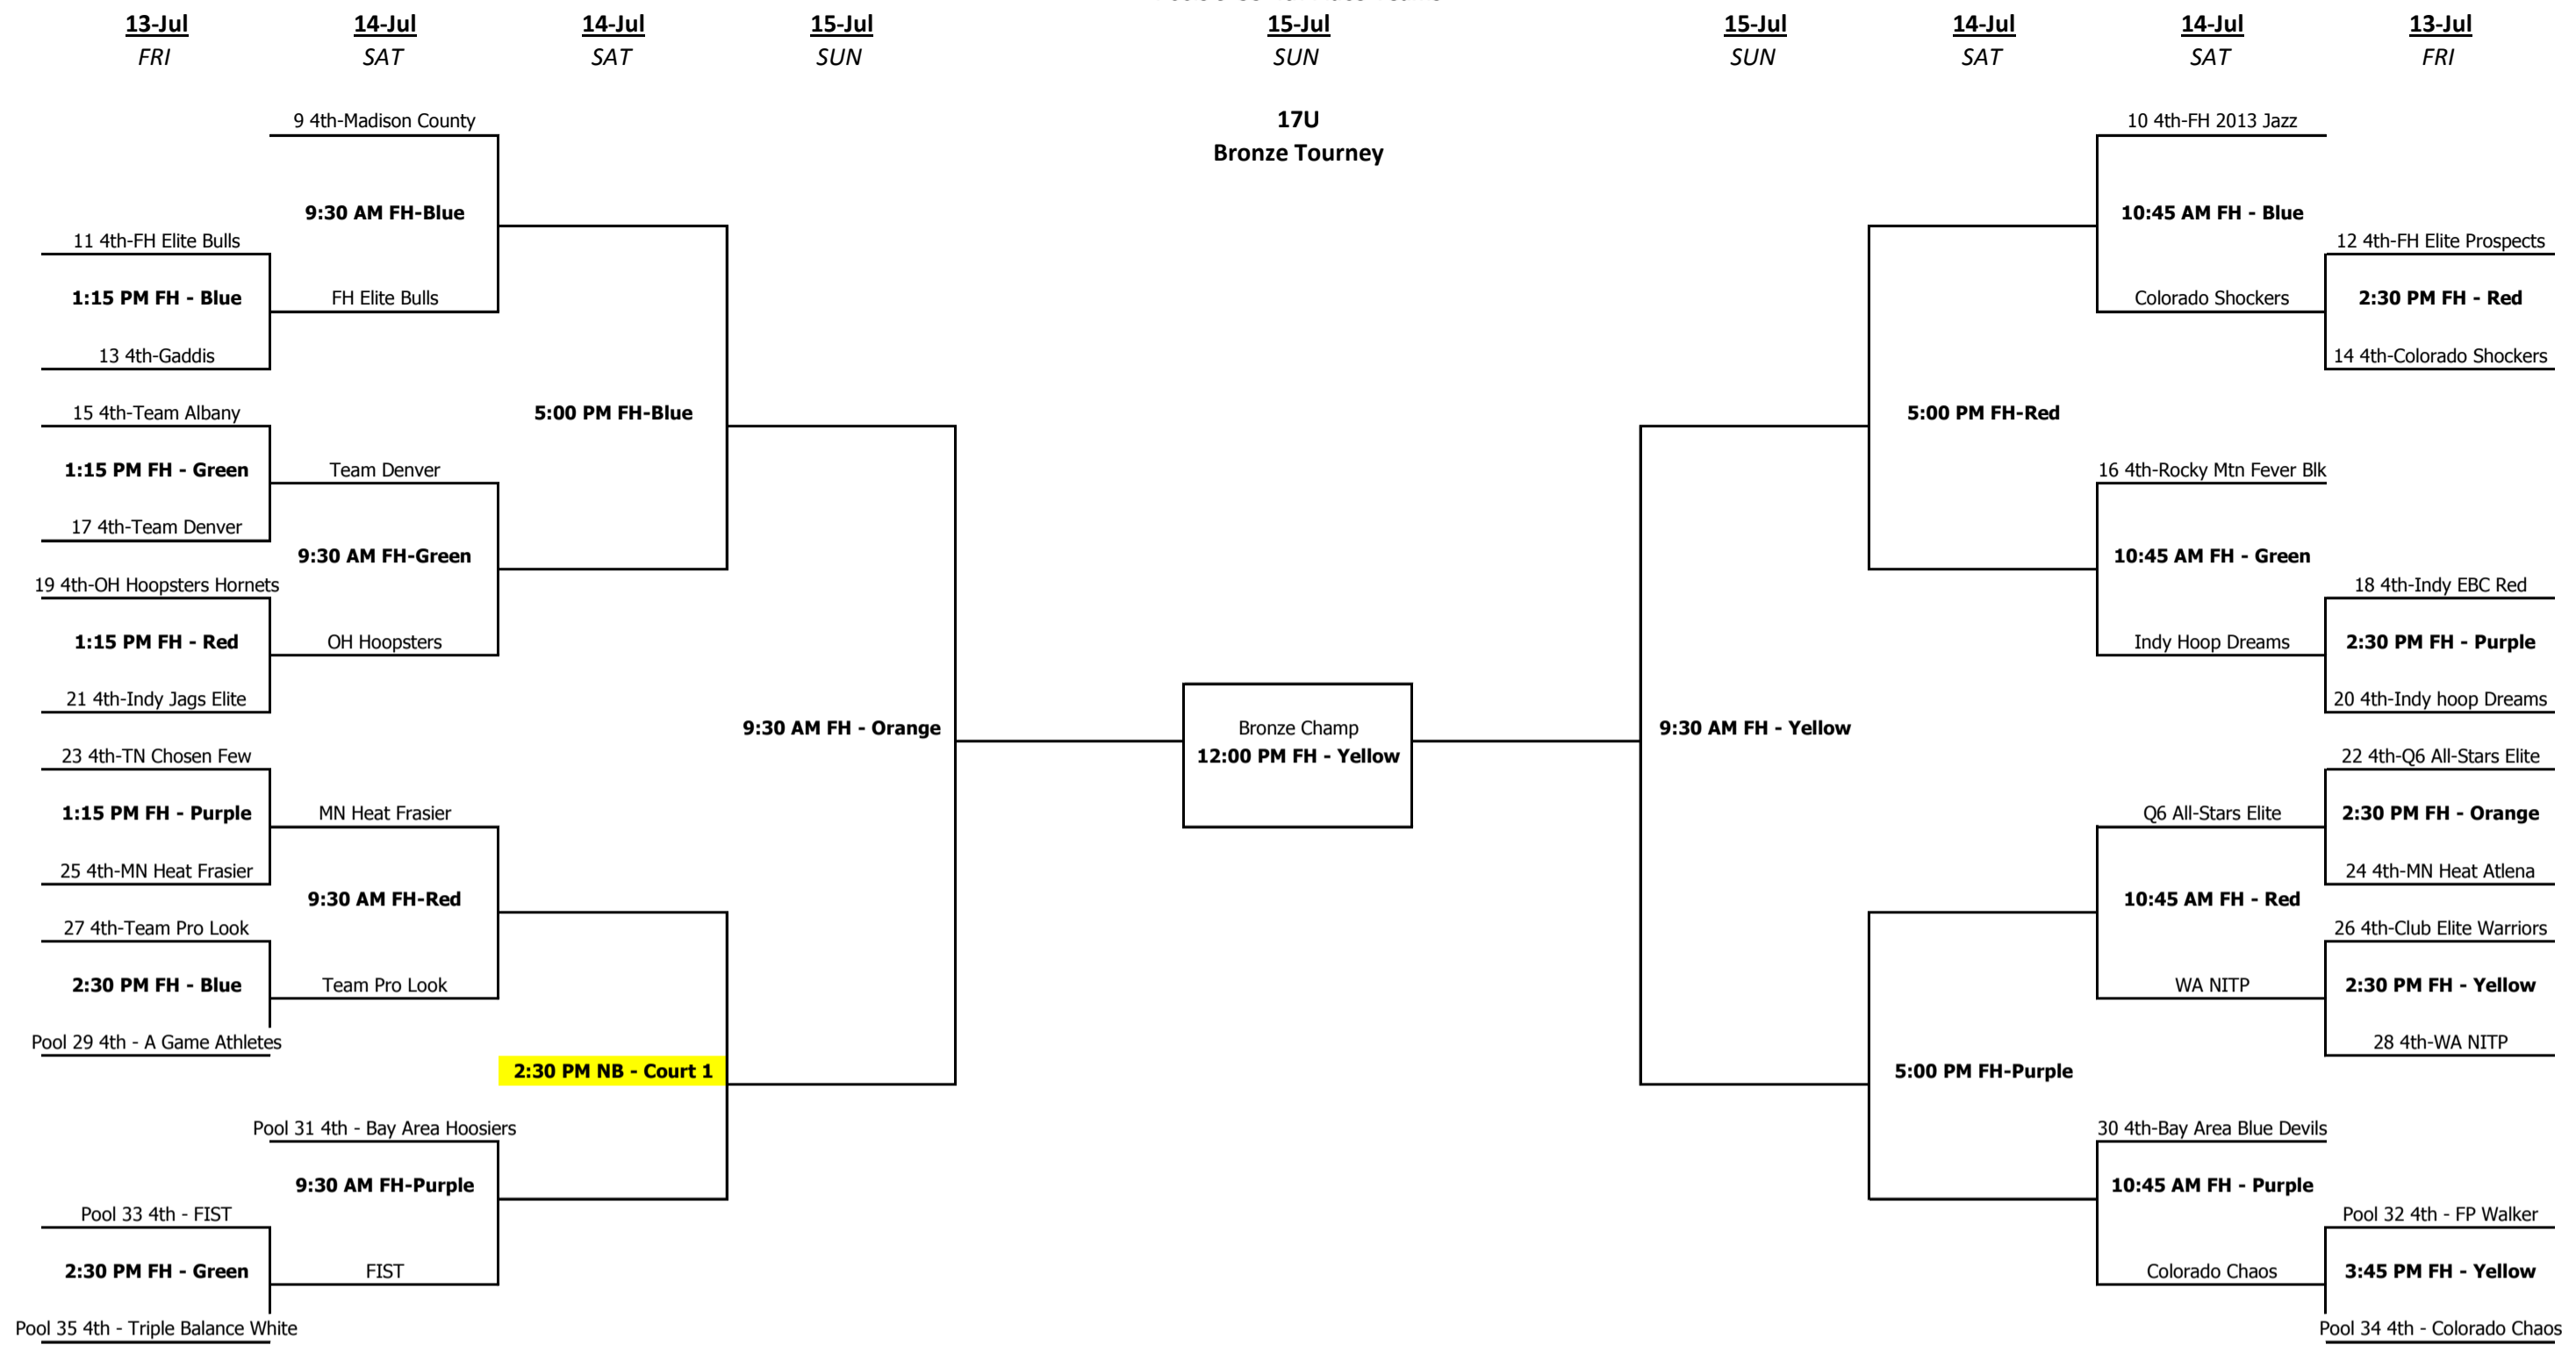 13-Jul 14-Jul 14-Jul 15-Jul 15-Jul 15-Jul 14-Jul 14-Jul 13-Jul
FRI SAT SAT SUN SUN SUN SAT SAT FRI
9 4th-Madison County 17U 10 4th-FH 2013 Jazz
Bronze Tourney
9:30 AM FH-Blue 10:45 AM FH - Blue
11 4th-FH Elite Bulls 12 4th-FH Elite Prospects
1:15 PM FH - Blue FH Elite Bulls Colorado Shockers 2:30 PM FH - Red
13 4th-Gaddis 14 4th-Colorado Shockers
15 4th-Team Albany 5:00 PM FH-Blue 5:00 PM FH-Red
1:15 PM FH - Green Team Denver 16 4th-Rocky Mtn Fever Blk
17 4th-Team Denver
9:30 AM FH-Green 10:45 AM FH - Green
19 4th-OH Hoopsters Hornets 18 4th-Indy EBC Red
1:15 PM FH - Red OH Hoopsters Indy Hoop Dreams 2:30 PM FH - Purple
21 4th-Indy Jags Elite 20 4th-Indy hoop Dreams
9:30 AM FH - Orange Bronze Champ 9:30 AM FH - Yellow
23 4th-TN Chosen Few 12:00 PM FH - Yellow 22 4th-Q6 All-Stars Elite
1:15 PM FH - Purple MN Heat Frasier Q6 All-Stars Elite 2:30 PM FH - Orange
25 4th-MN Heat Frasier 24 4th-MN Heat Atlena
9:30 AM FH-Red 10:45 AM FH - Red
27 4th-Team Pro Look 26 4th-Club Elite Warriors
2:30 PM FH - Blue Team Pro Look WA NITP 2:30 PM FH - Yellow
Pool 29 4th - A Game Athletes 28 4th-WA NITP
2:30 PM NB - Court 1 5:00 PM FH-Purple
Pool 31 4th - Bay Area Hoosiers 30 4th-Bay Area Blue Devils
9:30 AM FH-Purple 10:45 AM FH - Purple
Pool 33 4th - FIST Pool 32 4th - FP Walker
2:30 PM FH - Green FIST Colorado Chaos 3:45 PM FH - Yellow
Pool 35 4th - Triple Balance White Pool 34 4th - Colorado Chaos